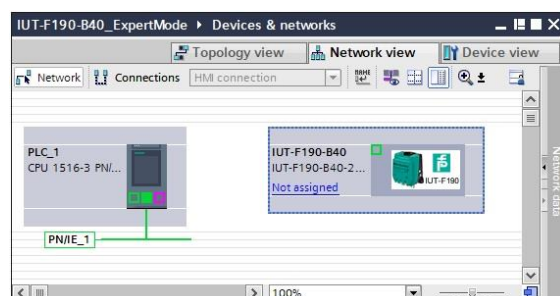 IUT-F190-B40_ExpertMode ▸ Devices & networks
Topology view Network view Device view
Network Connections HMI connection
PLC_1
CPU 1516-3 PN/...
IUT-F190-B40
IUT-F190-B40-2...
Not assigned
IUT-F190
PN/IE_1
Network data
100%